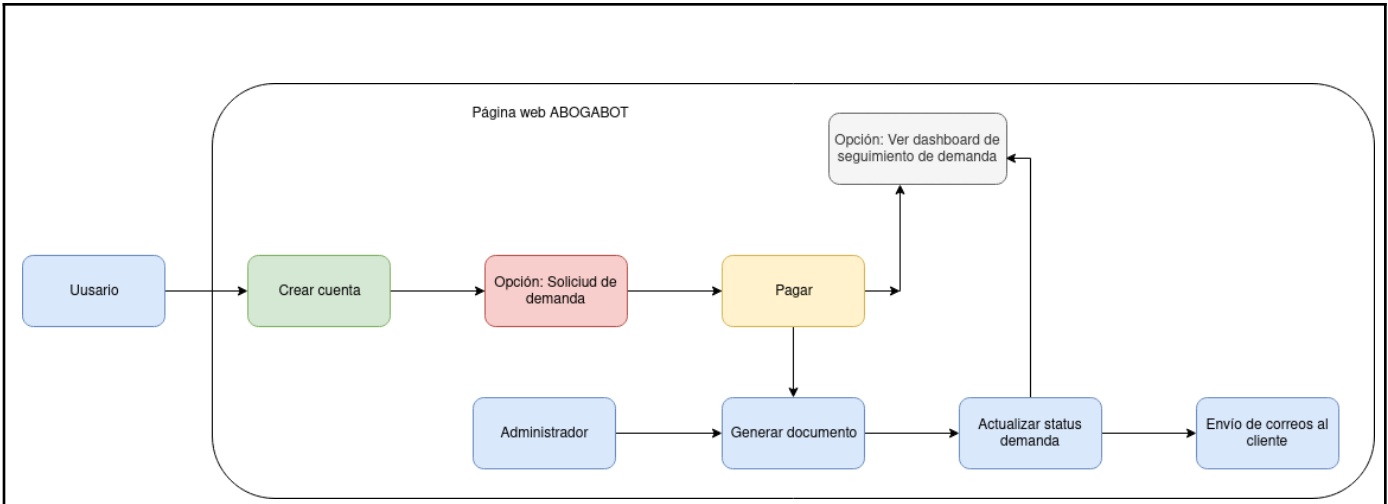 Página web ABOGABOT
Opción: Ver dashboard de
seguimiento de demanda
Uusario
Crear cuenta
Opción: Soliciud de
demanda
Pagar
Administrador
Generar documento
Actualizar status
demanda
Envío de correos al
cliente